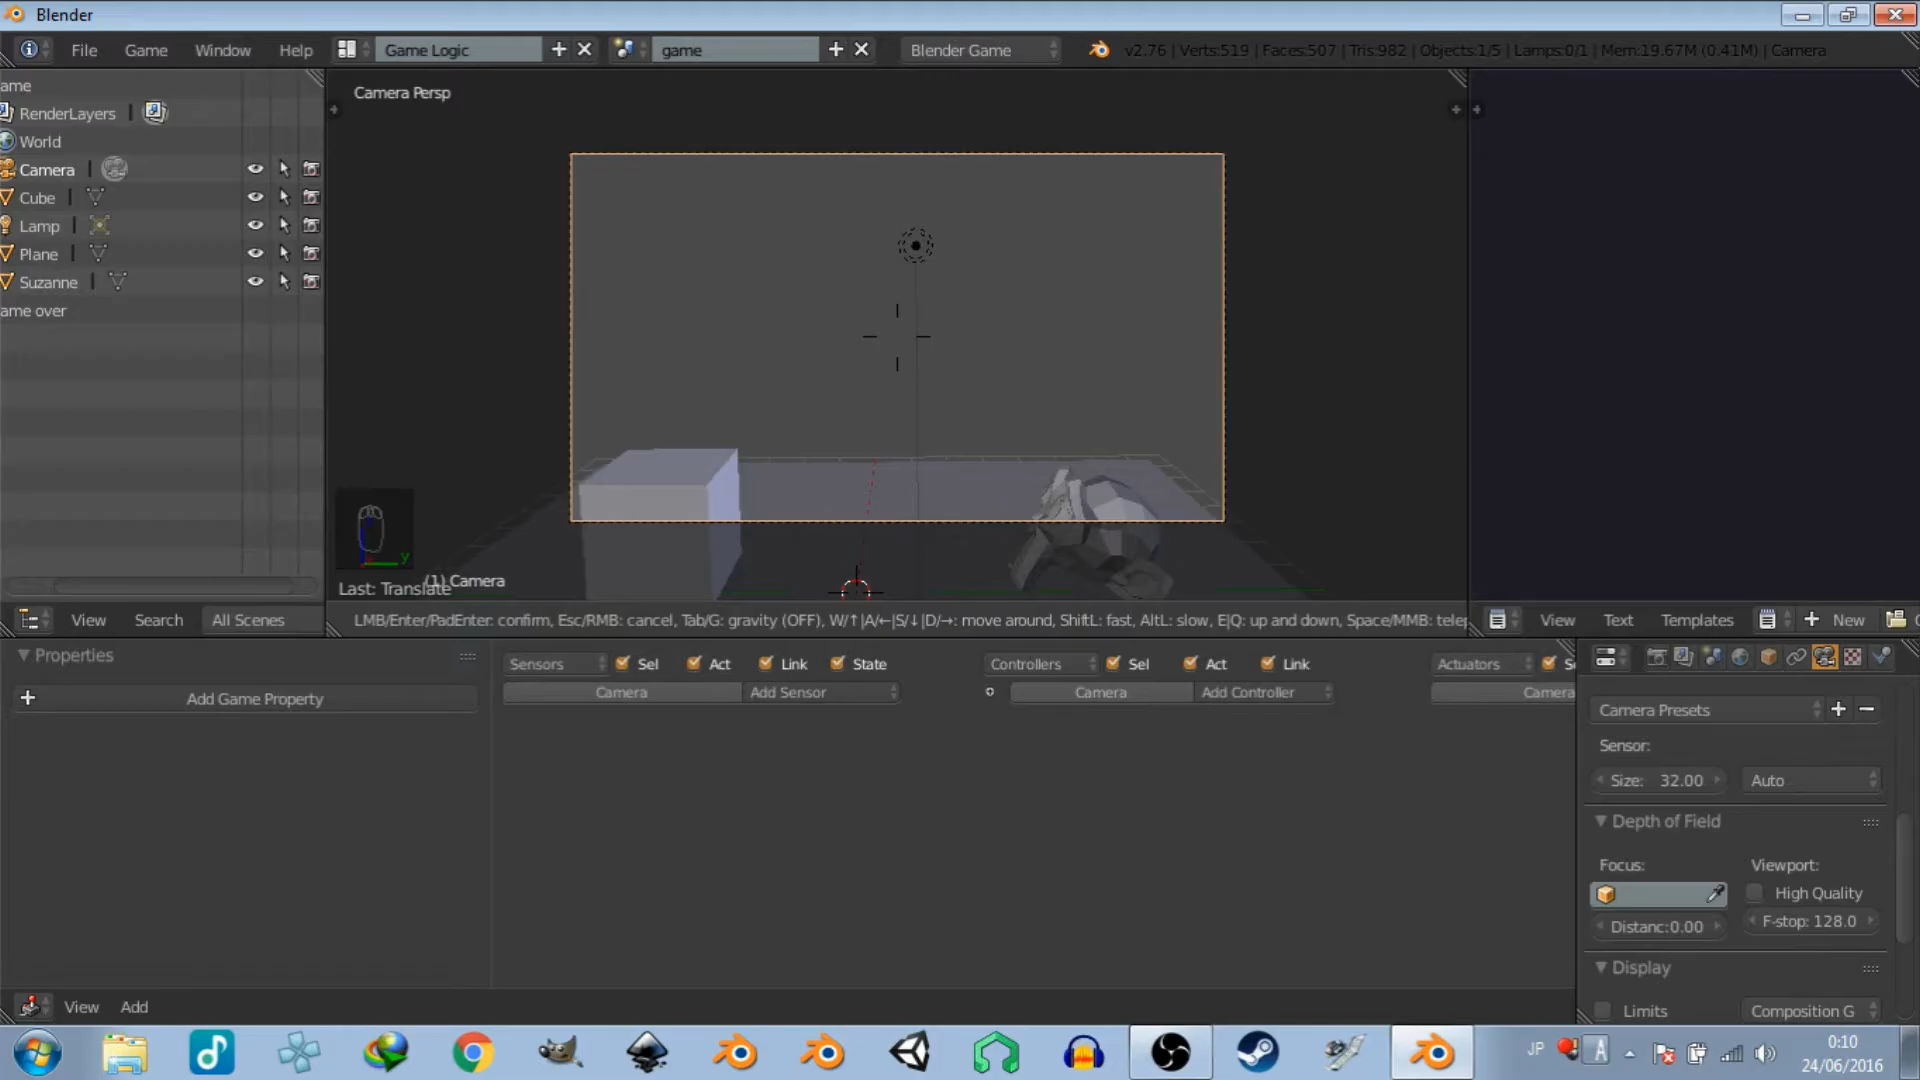 Blender
File Game Window Help Game Logic game Blender Game v2.76 | Verts:519 | Faces:507 | Tris:982 | Objects:1/5 | Lamps:0/1 | Mem:19.67M (0.41M) | Camera
ame
RenderLayers
World
Camera
Cube
Lamp
Plane
Suzanne
ame over
View Search All Scenes
Camera Persp
y
(1) Camera
Last: Translate
LMB/Enter/PadEnter: confirm, Esc/RMB: cancel, Tab/G: gravity (OFF), W/↑|A/←|S/↓|D/→: move around, ShiftL: fast, AltL: slow, E|Q: up and down, Space/MMB: telep
View Text Templates New
Properties
Add Game Property
Sensors Sel Act Link State
Camera Add Sensor
Controllers Sel Act Link
Camera Add Controller
Actuators Se
Camera
Camera Presets
Sensor:
Size: 32.00 Auto
Depth of Field
Focus: Viewport:
High Quality
Distanc:0.00 F-stop: 128.0
Display
Limits Composition G
View Add
JP A 0:10
24/06/2016